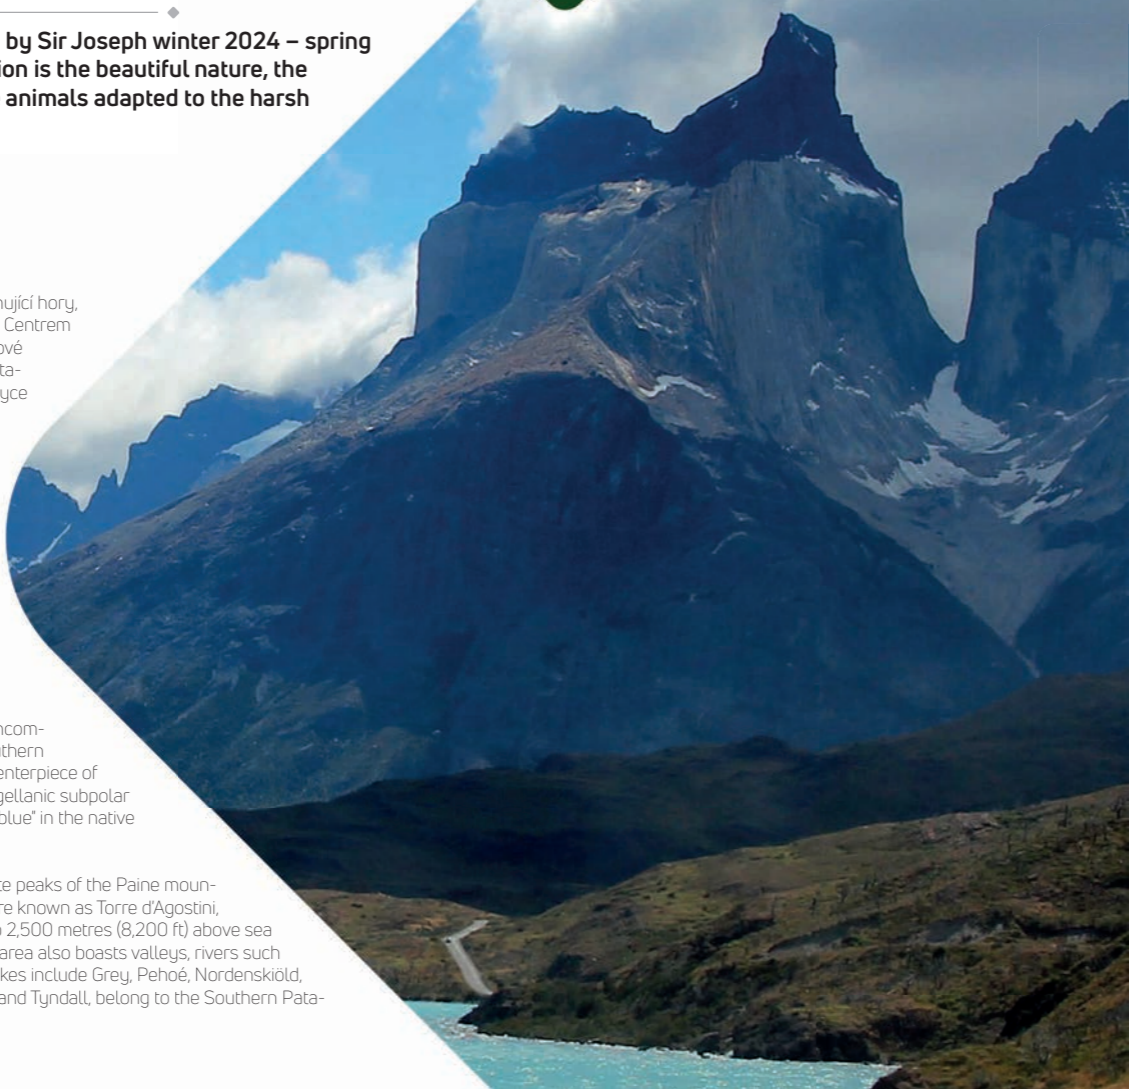 by Sir Joseph winter 2024 – spring
ion is the beautiful nature, the
animals adapted to the harsh
nující hory,
Centrem
ové
ta-
yce
ncom-
uthern
enterpiece of
gellanic subpolar
blue" in the native
te peaks of the Paine moun-
re known as Torre d'Agostini,
o 2,500 metres (8,200 ft) above sea
area also boasts valleys, rivers such
kes include Grey, Pehoé, Nordenskiöld,
and Tyndall, belong to the Southern Pata-